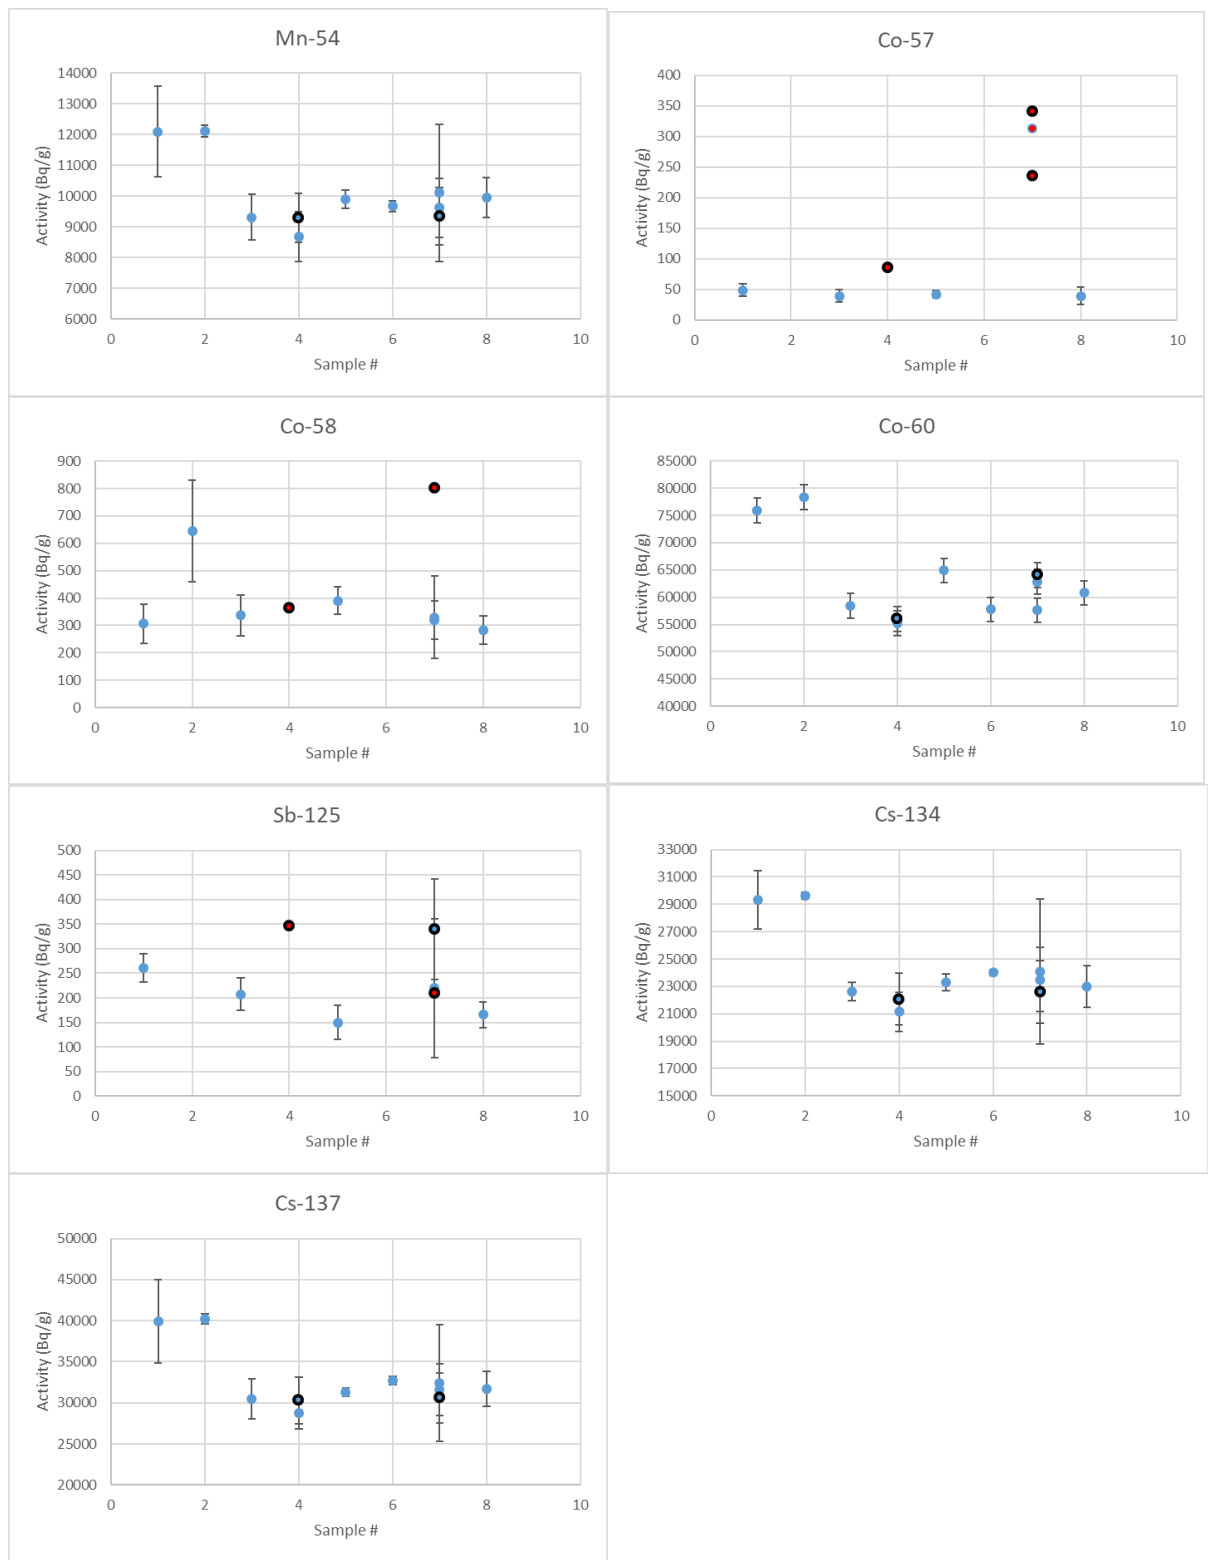 Mn-54
Activity (Bq/g)
14000
13000
12000
11000
10000
9000
8000
7000
6000
0 2 4 6 8 10
Sample #
Co-57
Activity (Bq/g)
400
350
300
250
200
150
100
50
0
0 2 4 6 8 10
Sample #
Co-58
Activity (Bq/g)
900
800
700
600
500
400
300
200
100
0
0 2 4 6 8 10
Sample #
Co-60
Activity (Bq/g)
85000
80000
75000
70000
65000
60000
55000
50000
45000
40000
0 2 4 6 8 10
Sample #
Sb-125
Activity (Bq/g)
500
450
400
350
300
250
200
150
100
50
0
0 2 4 6 8 10
Sample #
Cs-134
Activity (Bq/g)
33000
31000
29000
27000
25000
23000
21000
19000
17000
15000
0 2 4 6 8 10
Sample #
Cs-137
Activity (Bq/g)
50000
45000
40000
35000
30000
25000
20000
0 2 4 6 8 10
Sample #